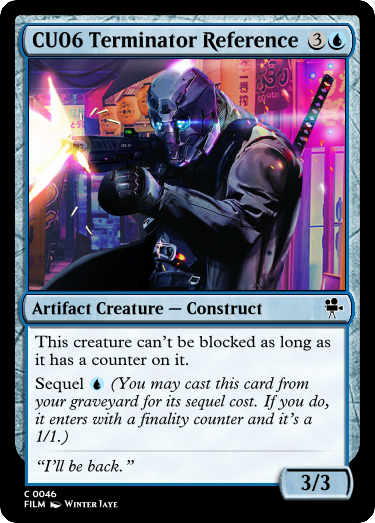 CU06 Terminator Reference 3
Artifact Creature — Construct
This creature can't be blocked as long as
it has a counter on it.
Sequel (You may cast this card from
your graveyard for its sequel cost. If you do,
it enters with a finality counter and it's a
1/1.)
"I'll be back."
3/3
C 0046
FILM Winter Jaye